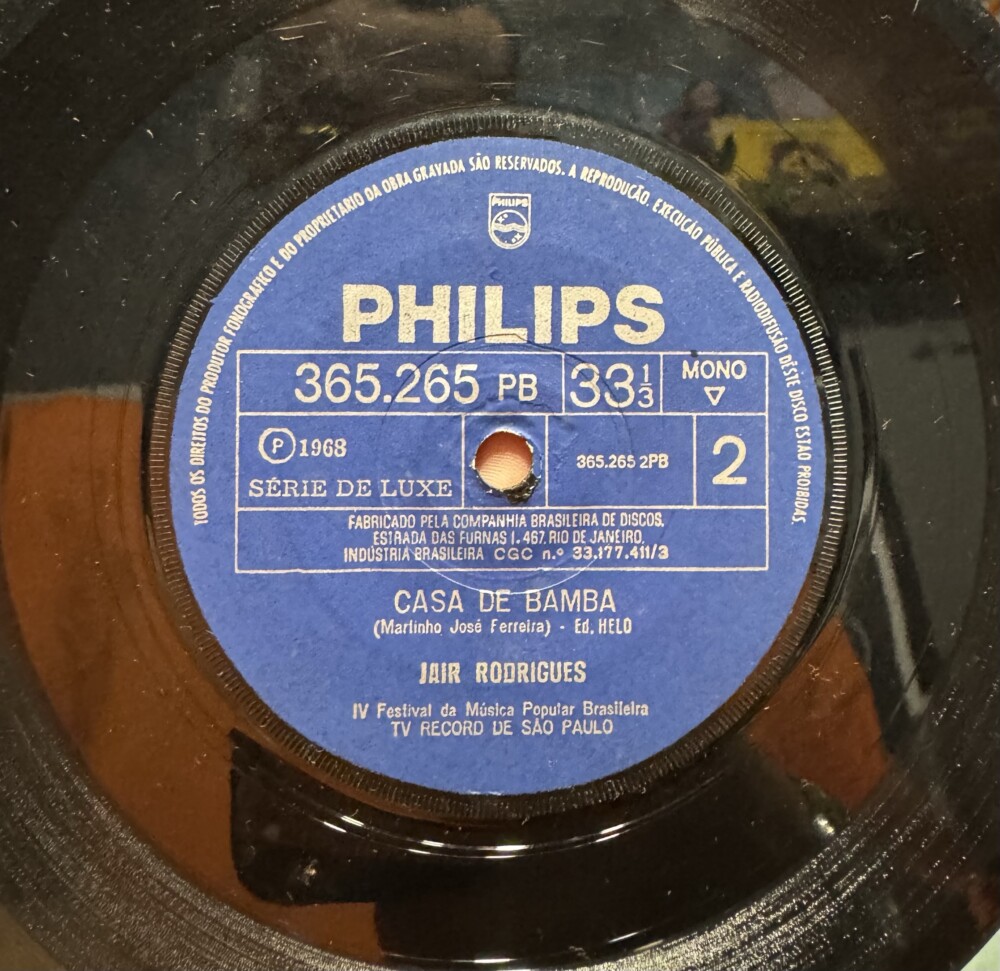 TODOS OS DIREITOS DO PRODUTOR FONOGRAFICO E DO PROPRIETARIO DA OBRA GRAVADA SÃO RESERVADOS. A REPRODUÇÃO, EXECUÇÃO PÚBLICA E RADIODIFUSÃO DÊSTE DISCO ESTÃO PROIBIDAS.
PHILIPS
PHILIPS
365.265 PB 33⅓ MONO ▽
Ⓟ 1968 365.265 2PB 2
SÉRIE DE LUXE
FABRICADO PELA COMPANHIA BRASILEIRA DE DISCOS,
ESTRADA DAS FURNAS 1.467, RIO DE JANEIRO,
INDÚSTRIA BRASILEIRA CGC n.º 33.177.411/3
CASA DE BAMBA
(Martinho José Ferreira) - Ed. HELO
JAIR RODRIGUES
IV Festival da Música Popular Brasileira
TV RECORD DE SÃO PAULO